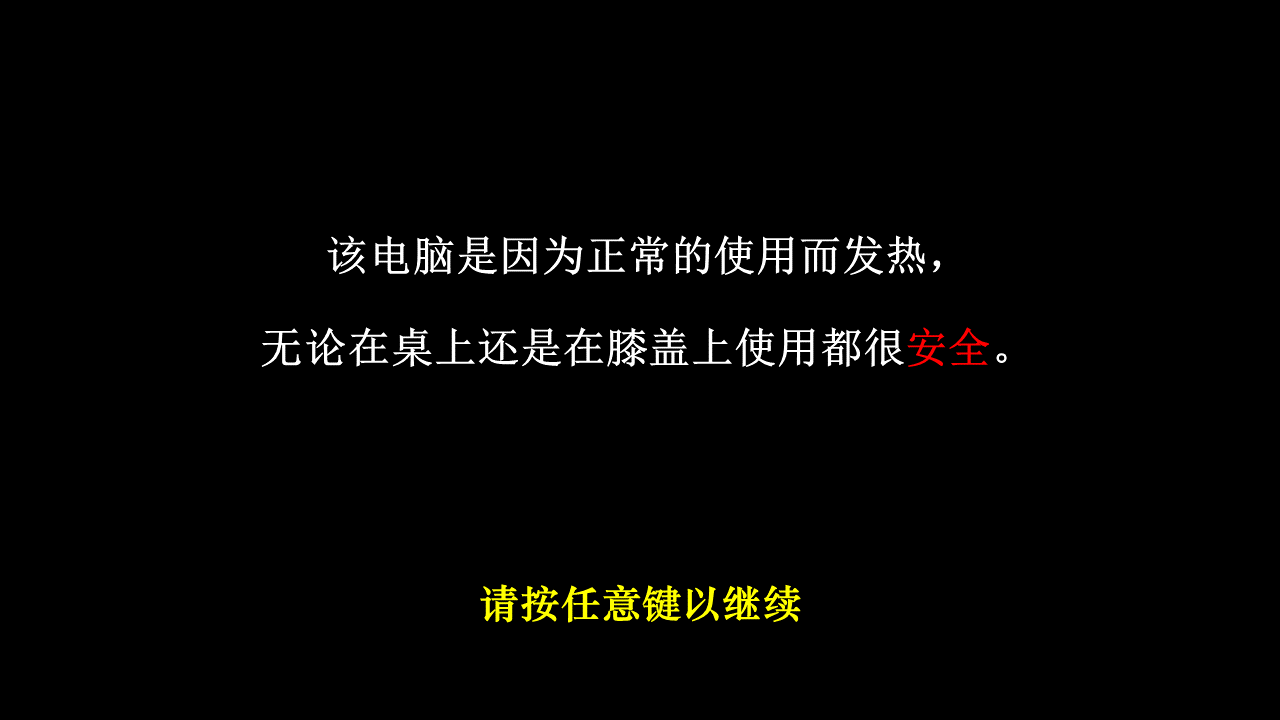 该电脑是因为正常的使用而发热，
无论在桌上还是在膝盖上使用都很安全。
请按任意键以继续